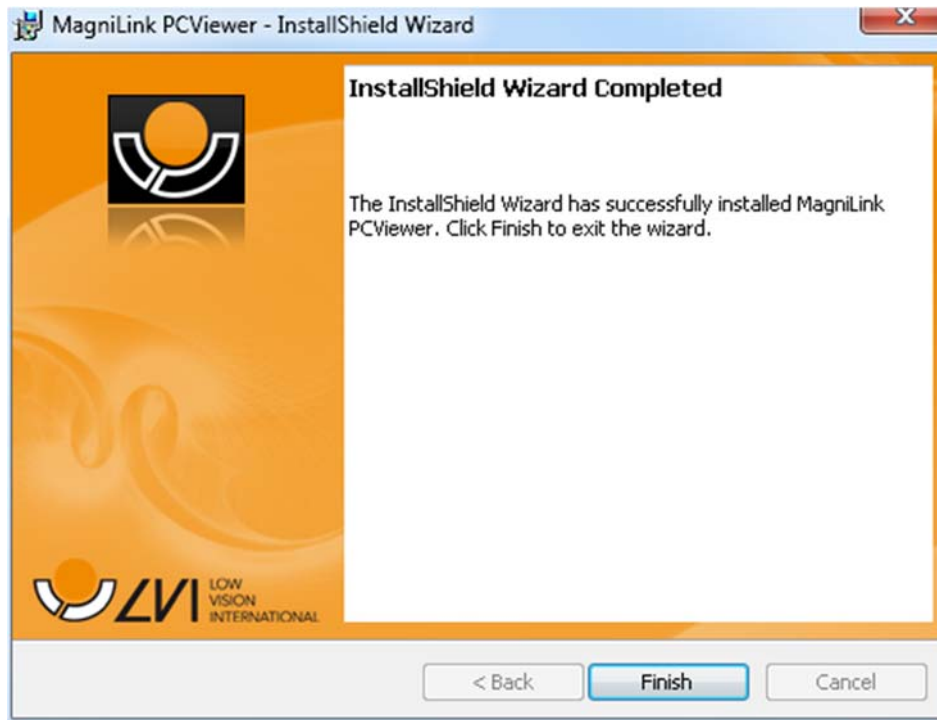 MagniLink PCViewer - InstallShield Wizard
InstallShield Wizard Completed
The InstallShield Wizard has successfully installed MagniLink
PCViewer. Click Finish to exit the wizard.
LVI
LOW
VISION
INTERNATIONAL
< Back
Finish
Cancel